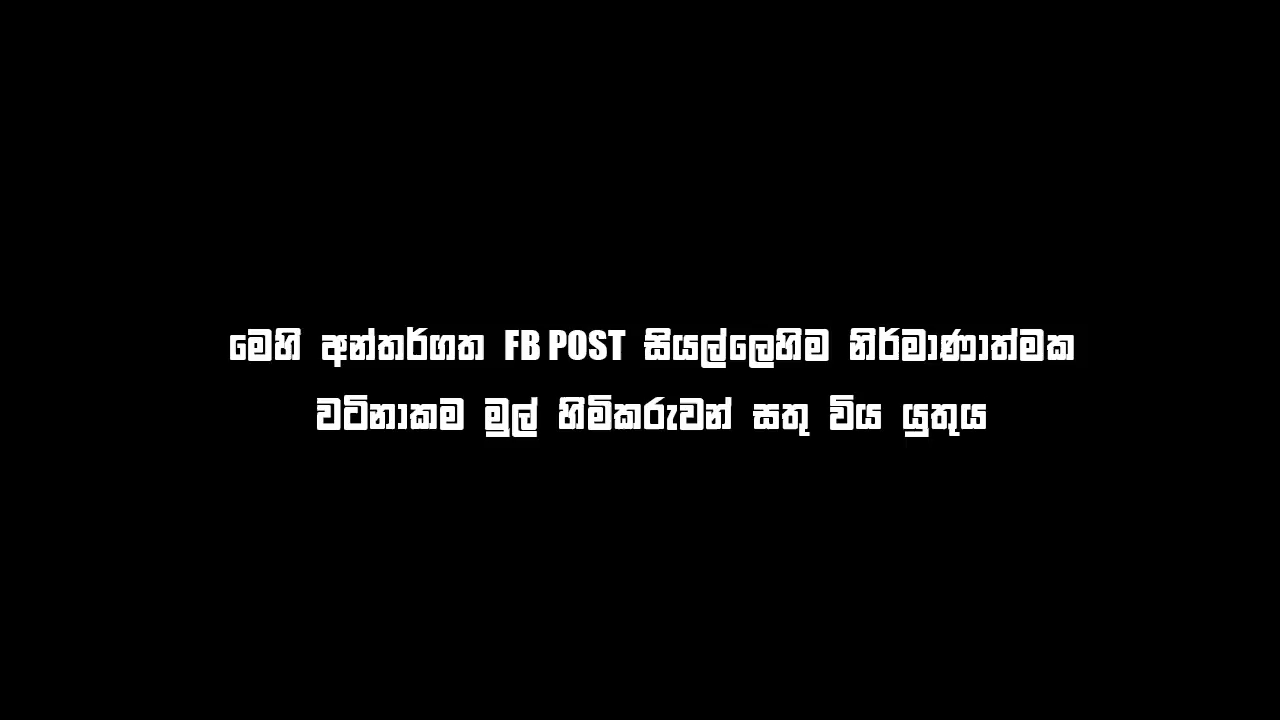 මෙහි අන්තර්ගත FB POST සියල්ලෙහිම නිර්මාණාත්මක
වටිනාකම මුල් හිමිකරුවන් සතු විය යුතුය